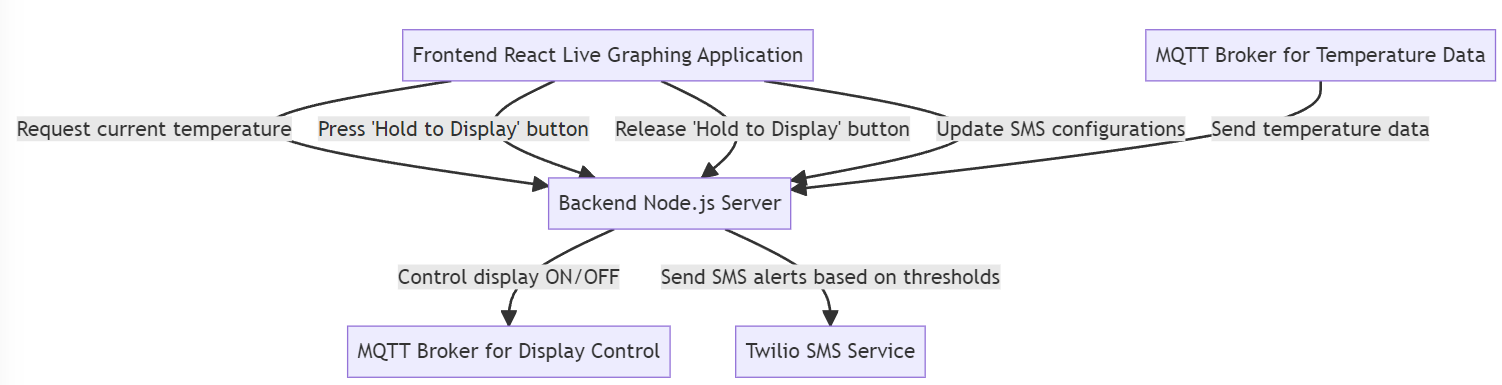 Frontend React Live Graphing Application
MQTT Broker for Temperature Data
Request current temperature
Press 'Hold to Display' button
Release 'Hold to Display' button
Update SMS configurations
Send temperature data
Backend Node.js Server
Control display ON/OFF
Send SMS alerts based on thresholds
MQTT Broker for Display Control
Twilio SMS Service